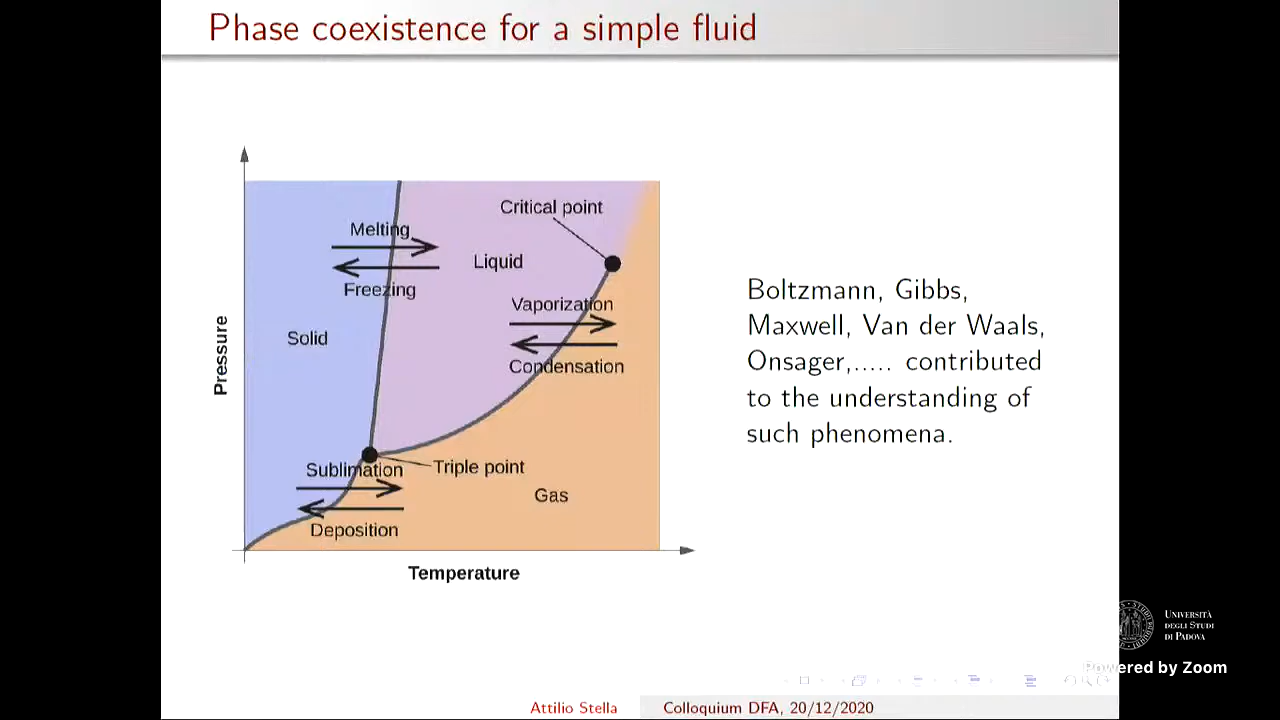 Phase coexistence for a simple fluid
Critical point
Melting
Liquid
Freezing
Vaporization
Solid
Condensation
Pressure
Sublimation
Triple point
Gas
Deposition
Temperature
Boltzmann, Gibbs,
Maxwell, Van der Waals,
Onsager,..... contributed
to the understanding of
such phenomena.
UNIVERSITÀ
DEGLI STUDI
DI PADOVA
Powered by Zoom
Attilio Stella
Colloquium DFA, 20/12/2020